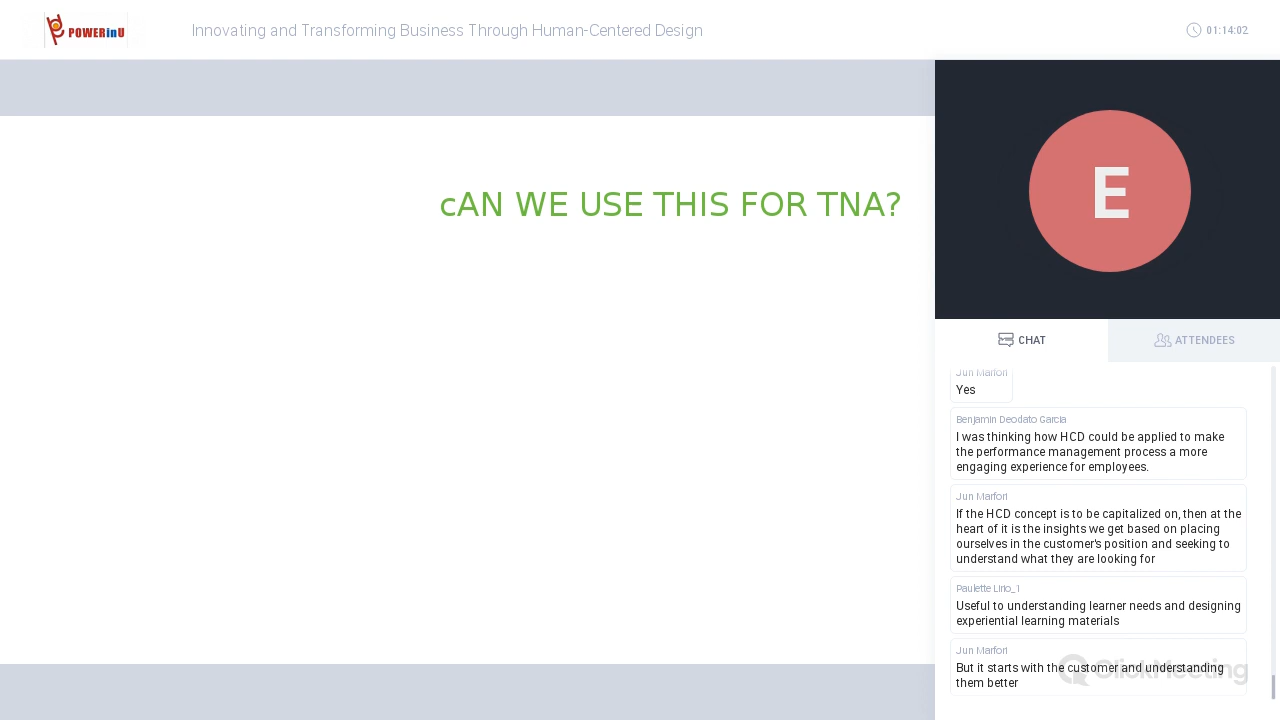 POWERinU
Innovating and Transforming Business Through Human-Centered Design
01:14:02
cAN WE USE THIS FOR TNA?
E
CHAT
ATTENDEES
Jun Marfori
Yes
Benjamin Deodato Garcia
I was thinking how HCD could be applied to make
the performance management process a more
engaging experience for employees.
Jun Marfori
If the HCD concept is to be capitalized on, then at the
heart of it is the insights we get based on placing
ourselves in the customer's position and seeking to
understand what they are looking for
Paulette Lirio_1
Useful to understanding learner needs and designing
experiential learning materials
Jun Marfori
But it starts with the customer and understanding
them better
ClickMeeting